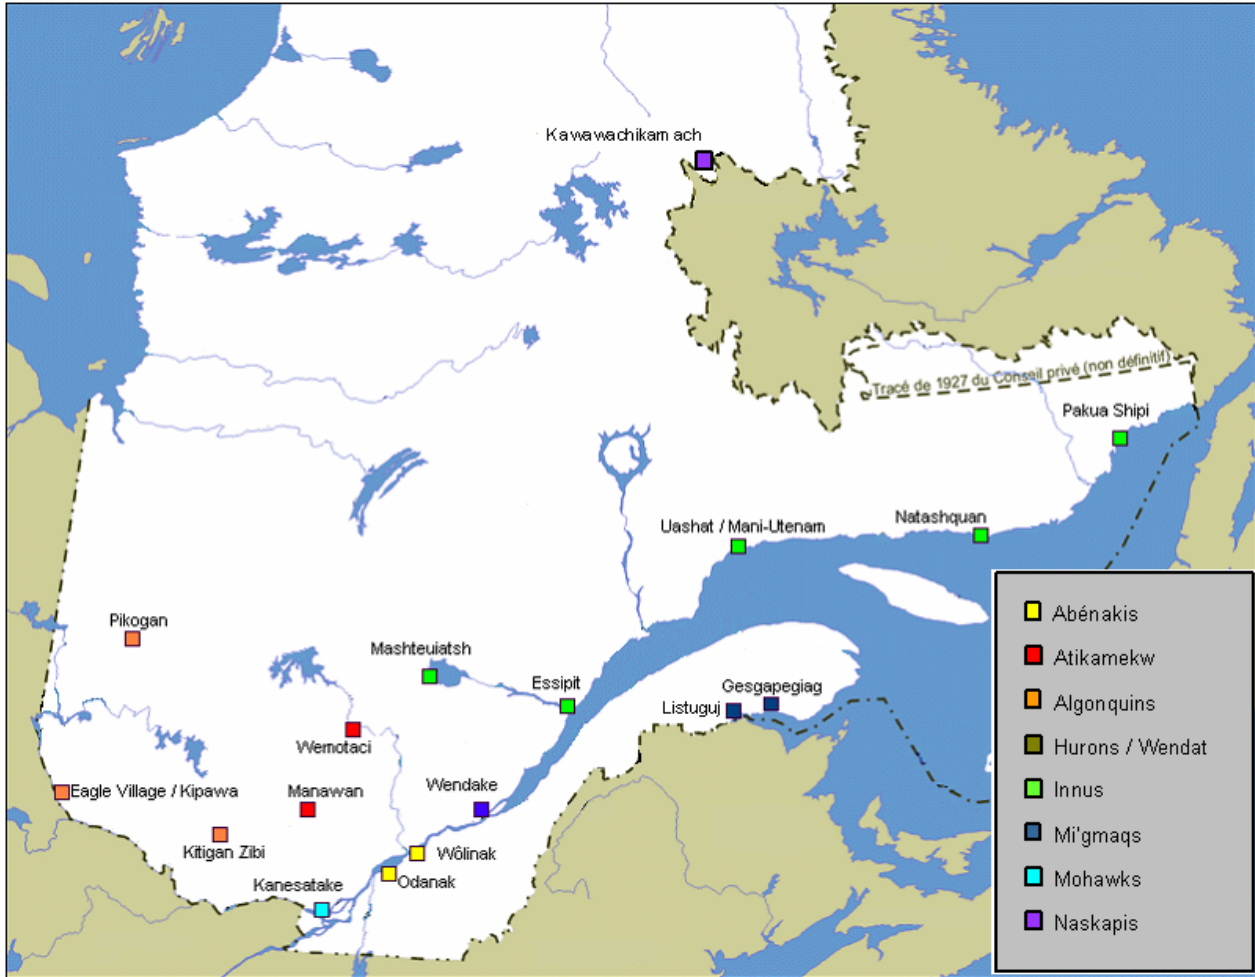 Kawawachikamach
Tracé de 1927 du Conseil privé (non définitif)
Pakua Shipi
Uashat / Mani-Utenam
Natashquan
Pikogan
Mashteuiatsh
Essipit
Gesgapegiag
Listuguj
Wemotaci
Eagle Village / Kipawa
Manawan
Wendake
Kitigan Zibi
Wôlinak
Odanak
Kanesatake
Abénakis
Atikamekw
Algonquins
Hurons / Wendat
Innus
Mi'gmaqs
Mohawks
Naskapis